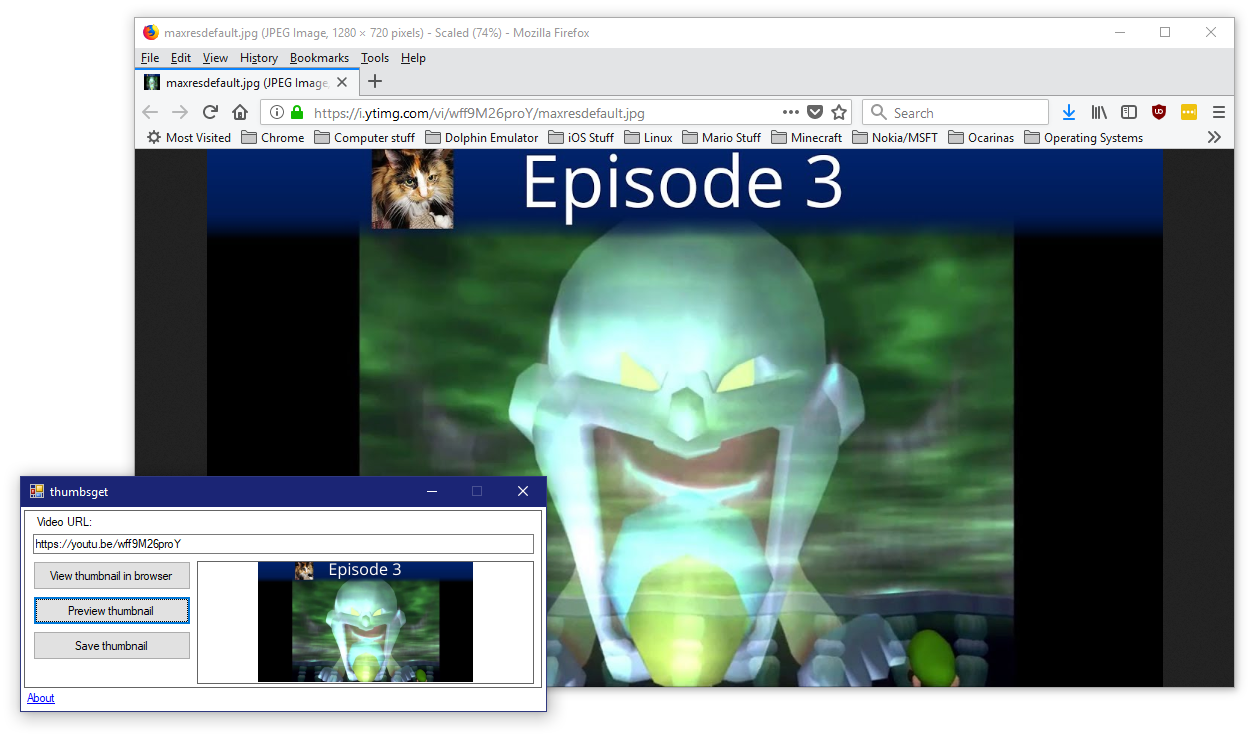 maxresdefault.jpg (JPEG Image, 1280 × 720 pixels) - Scaled (74%) - Mozilla Firefox
File Edit View History Bookmarks Tools Help
maxresdefault.jpg (JPEG Image,
https://i.ytimg.com/vi/wff9M26proY/maxresdefault.jpg Search
Most Visited Chrome Computer stuff Dolphin Emulator iOS Stuff Linux Mario Stuff Minecraft Nokia/MSFT Ocarinas Operating Systems
Episode 3
thumbsget
Video URL:
https://youtu.be/wff9M26proY
View thumbnail in browser
Preview thumbnail
Save thumbnail
Episode 3
About